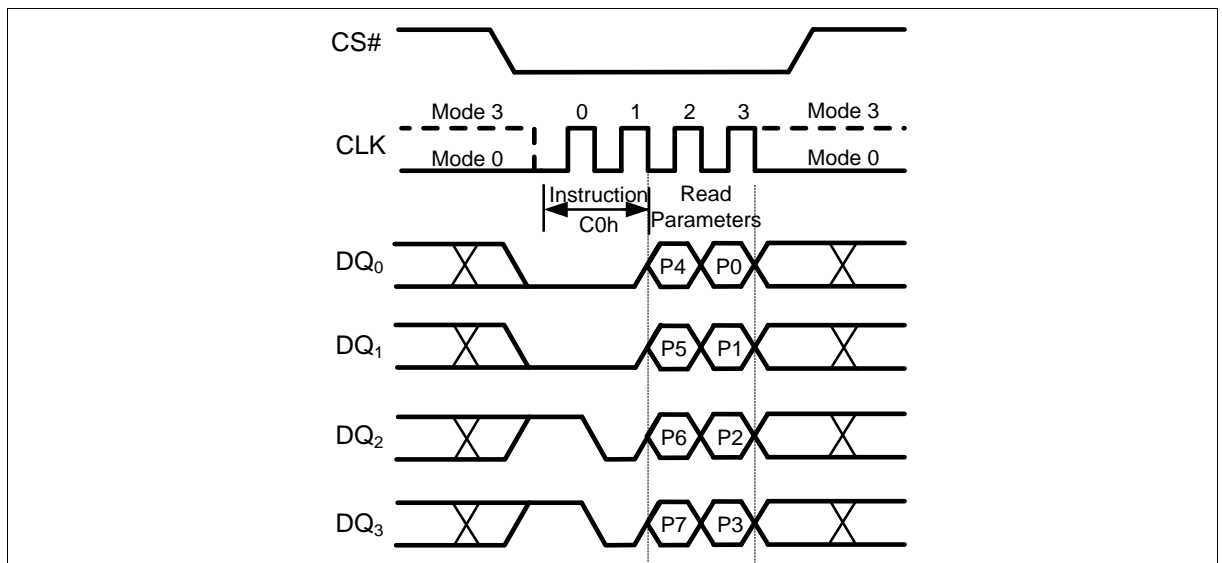 CS#
0 1 2 3
Mode 3 Mode 3
CLK
Mode 0 Mode 0
Instruction Read
C0h Parameters
DQ0 P4 P0
DQ1 P5 P1
DQ2 P6 P2
DQ3 P7 P3